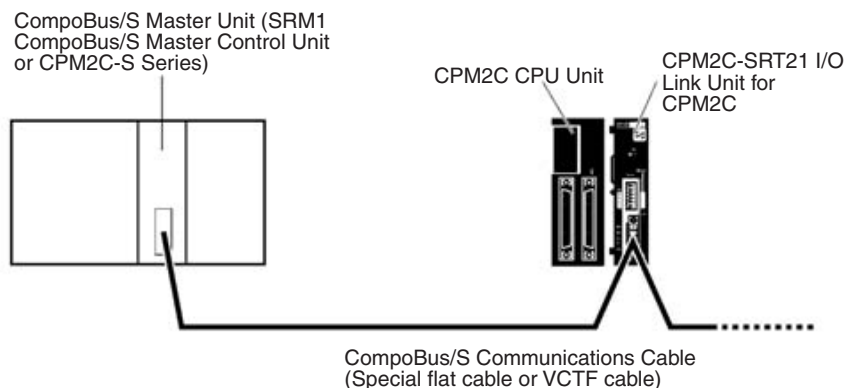 CompoBus/S Master Unit (SRM1
CompoBus/S Master Control Unit
or CPM2C-S Series)
CPM2C CPU Unit
CPM2C-SRT21 I/O
Link Unit for
CPM2C
CompoBus/S Communications Cable
(Special flat cable or VCTF cable)